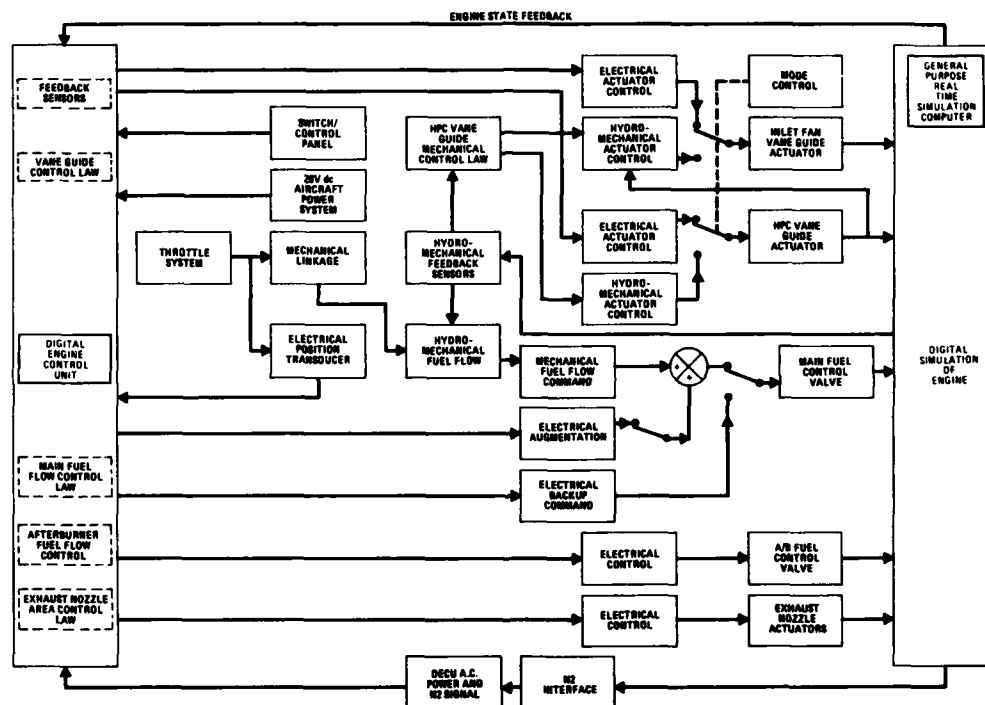 ENGINE STATE FEEDBACK
FEEDBACK
SENSORS
VANE GUIDE
CONTROL LAW
DIGITAL
ENGINE
CONTROL
UNIT
MAIN FUEL
FLOW CONTROL
LAW
AFTERBURNER
FUEL FLOW
CONTROL
EXHAUST NOZZLE
AREA CONTROL
LAW
SWITCH/
CONTROL
PANEL
28V dc
AIRCRAFT
POWER
SYSTEM
THROTTLE
SYSTEM
MECHANICAL
LINKAGE
ELECTRICAL
POSITION
TRANSDUCER
HPC VANE
GUIDE
MECHANICAL
CONTROL LAW
HYDRO-
MECHANICAL
FEEDBACK
SENSORS
HYDRO-
MECHANICAL
FUEL FLOW
ELECTRICAL
ACTUATOR
CONTROL
HYDRO-
MECHANICAL
ACTUATOR
CONTROL
ELECTRICAL
ACTUATOR
CONTROL
HYDRO-
MECHANICAL
ACTUATOR
CONTROL
MODE
CONTROL
INLET FAN
VANE GUIDE
ACTUATOR
HPC VANE
GUIDE
ACTUATOR
MECHANICAL
FUEL FLOW
COMMAND
+
+
ELECTRICAL
AUGMENTATION
ELECTRICAL
BACKUP
COMMAND
MAIN FUEL
CONTROL
VALVE
ELECTRICAL
CONTROL
A/B FUEL
CONTROL
VALVE
ELECTRICAL
CONTROL
EXHAUST
NOZZLE
ACTUATORS
DECU A.C.
POWER AND
N2 SIGNAL
N2
INTERFACE
GENERAL
PURPOSE
REAL
TIME
SIMULATION
COMPUTER
DIGITAL
SIMULATION
OF
ENGINE